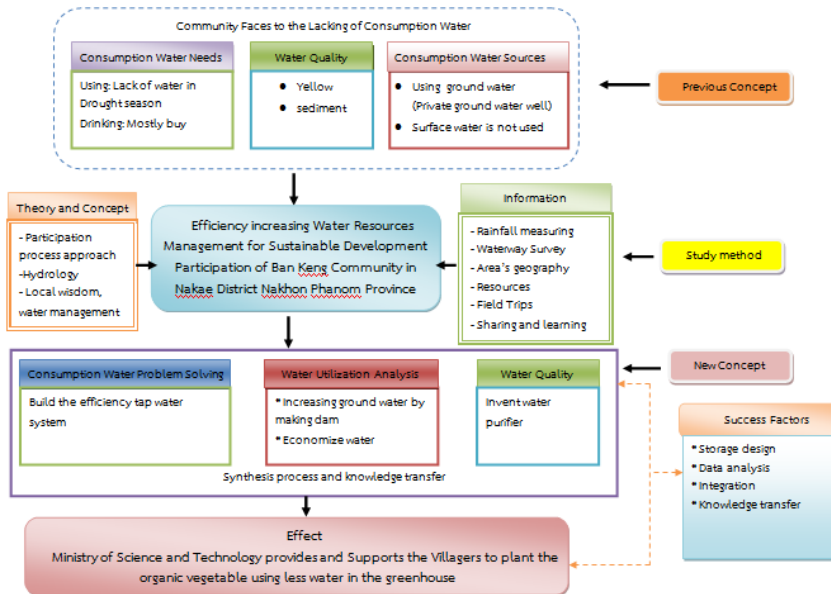 Community Faces to the Lacking of Consumption Water
Consumption Water Needs
Using: Lack of water in
Drought season
Drinking: Mostly buy
Water Quality
● Yellow
● sediment
Consumption Water Sources
● Using ground water
(Private ground water well)
● Surface water is not used
Previous Concept
Theory and Concept
- Participation
process approach
-Hydrology
- Local wisdom,
water management
Efficiency increasing Water Resources
Management for Sustainable Development
Participation of Ban Keng Community in
Nakae District Nakhon Phanom Province
Information
- Rainfall measuring
- Waterway Survey
- Area's geography
- Resources
- Field Trips
- Sharing and learning
Study method
Consumption Water Problem Solving
Build the efficiency tap water
system
Water Utilization Analysis
* Increasing ground water by
making dam
* Economize water
Water Quality
Invent water
purifier
Synthesis process and knowledge transfer
New Concept
Success Factors
* Storage design
* Data analysis
* Integration
* Knowledge transfer
Effect
Ministry of Science and Technology provides and Supports the Villagers to plant the
organic vegetable using less water in the greenhouse